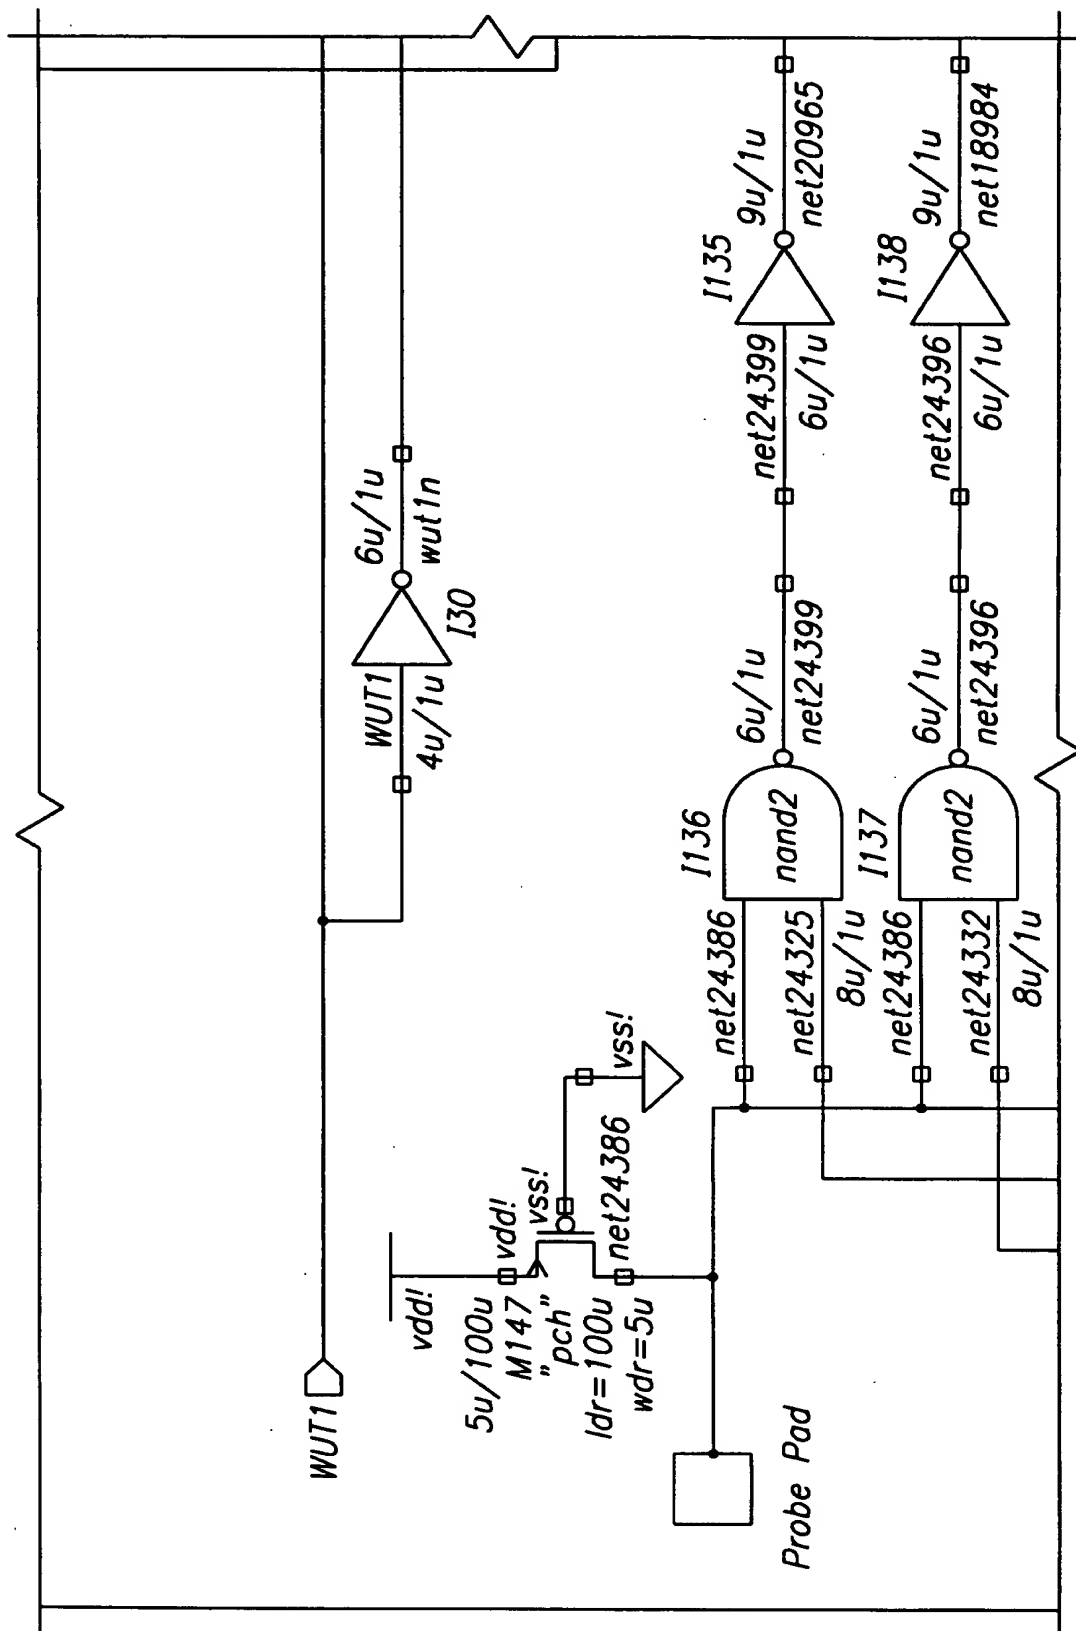 WUT1
WUT1
4u/1u
6u/1u
wut1n
I30
vdd!
vdd!
vss!
vss!
5u/100u
M147
"pch"
ldr=100u
wdr=5u
net24386
Probe Pad
net24386
net24325
8u/1u
I136
nand2
6u/1u
net24399
net24399
6u/1u
I135
9u/1u
net20965
net24386
net24332
8u/1u
I137
nand2
6u/1u
net24396
net24396
6u/1u
I138
9u/1u
net18984